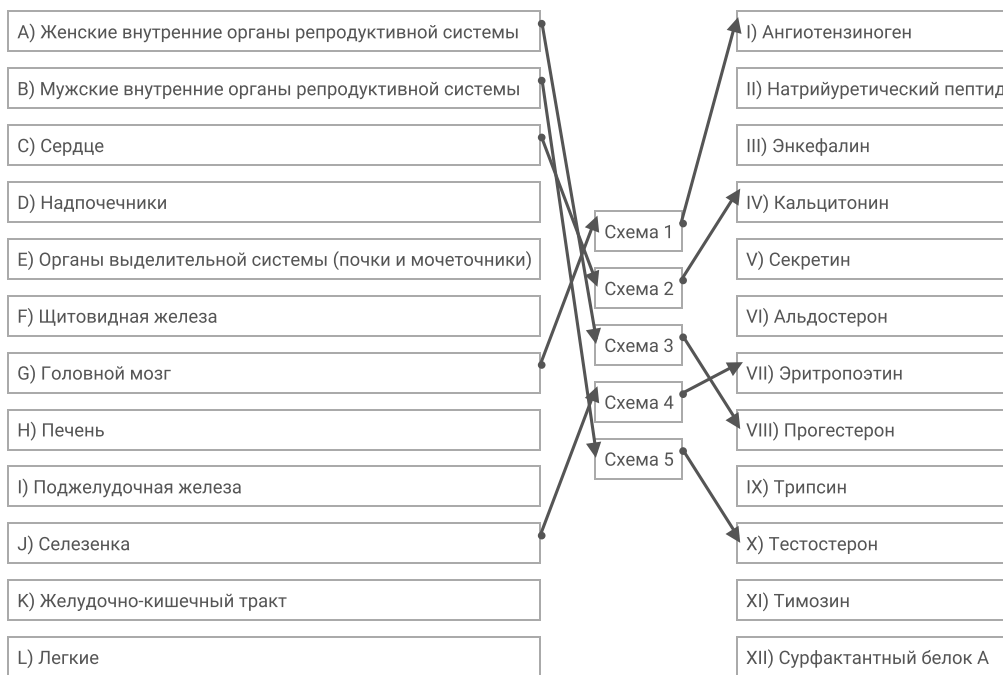 A) Женские внутренние органы репродуктивной системы
B) Мужские внутренние органы репродуктивной системы
C) Сердце
D) Надпочечники
E) Органы выделительной системы (почки и мочеточники)
F) Щитовидная железа
G) Головной мозг
H) Печень
I) Поджелудочная железа
J) Селезенка
K) Желудочно-кишечный тракт
L) Легкие
Схема 1
Схема 2
Схема 3
Схема 4
Схема 5
I) Ангиотензиноген
II) Натрийуретический пептид
III) Энкефалин
IV) Кальцитонин
V) Секретин
VI) Альдостерон
VII) Эритропоэтин
VIII) Прогестерон
IX) Трипсин
X) Тестостерон
XI) Тимозин
XII) Сурфактантный белок А